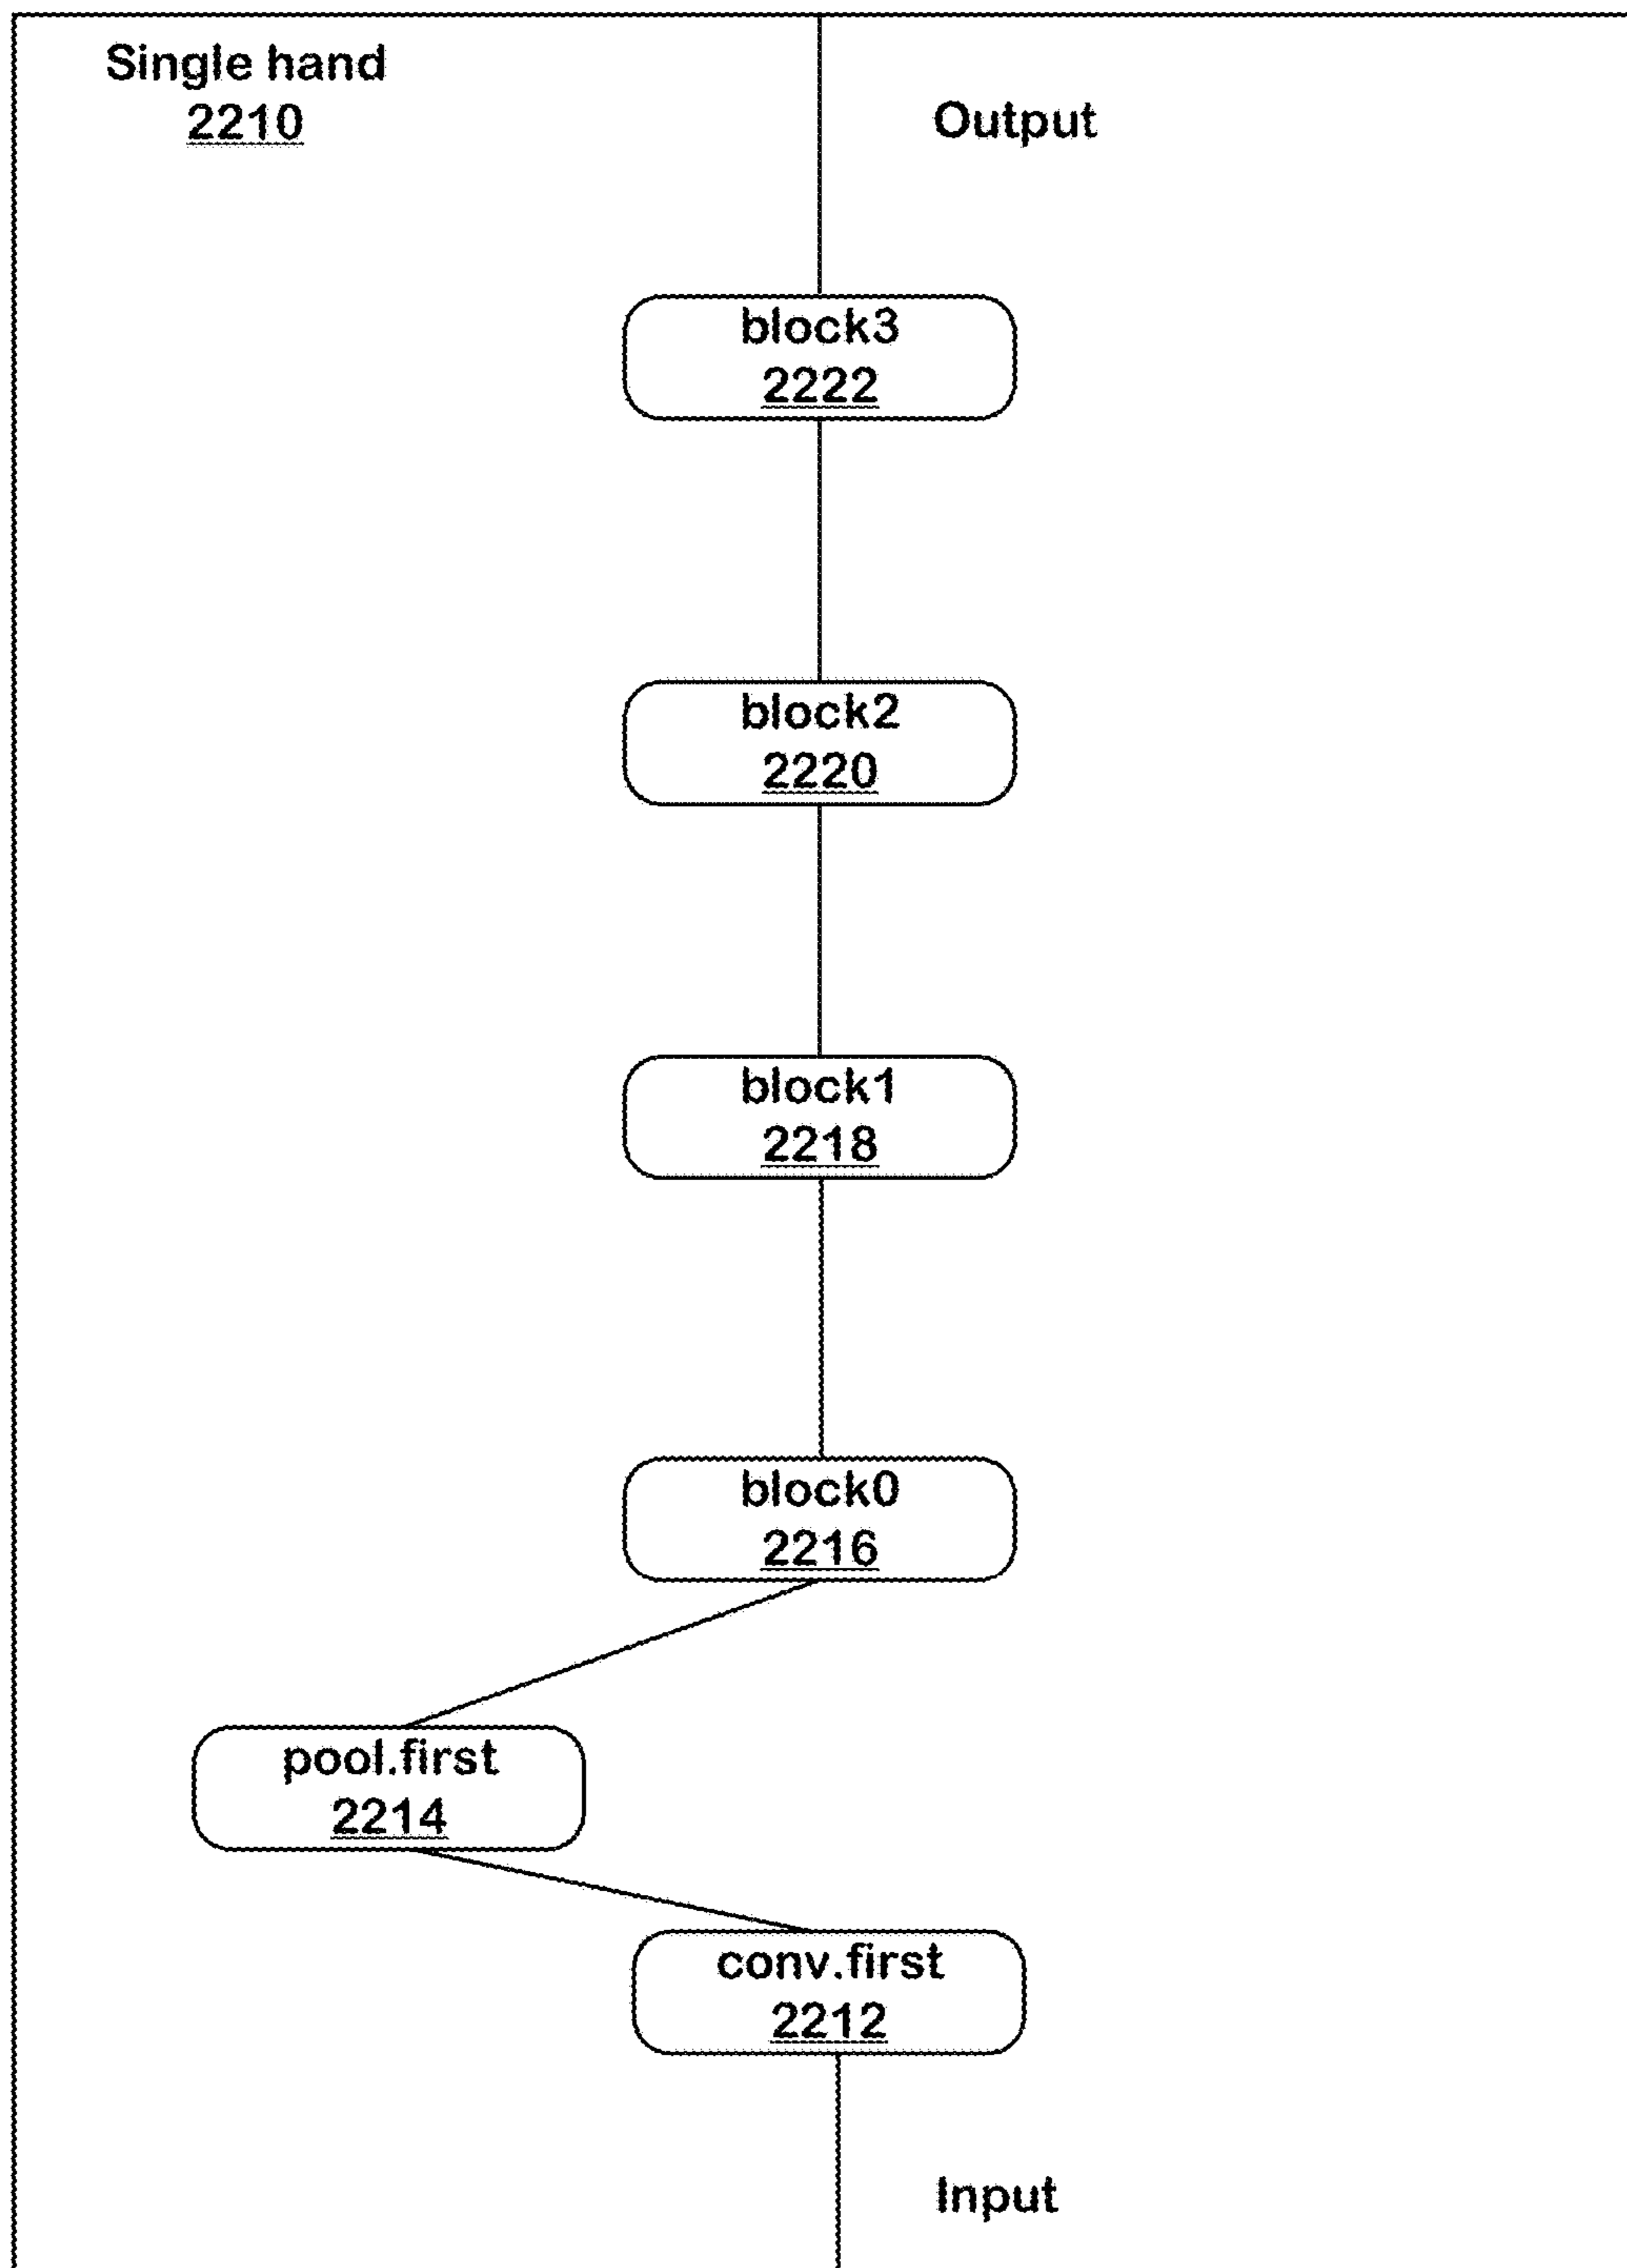 Single hand
2210
Output
block3
2222
block2
2220
block1
2218
block0
2216
pool.first
2214
conv.first
2212
Input